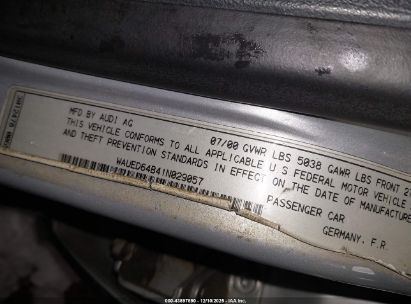 MFD BY AUDI AG
07/00 GVWR LBS 5038 GAWR LBS FRONT 2
THIS VEHICLE CONFORMS TO ALL APPLICABLE U S FEDERAL MOTOR VEHICLE
AND THEFT PREVENTION STANDARDS IN EFFECT ON THE DATE OF MANUFACTURE
WAUED64B41N029057
PASSENGER CAR
GERMANY, F.R.